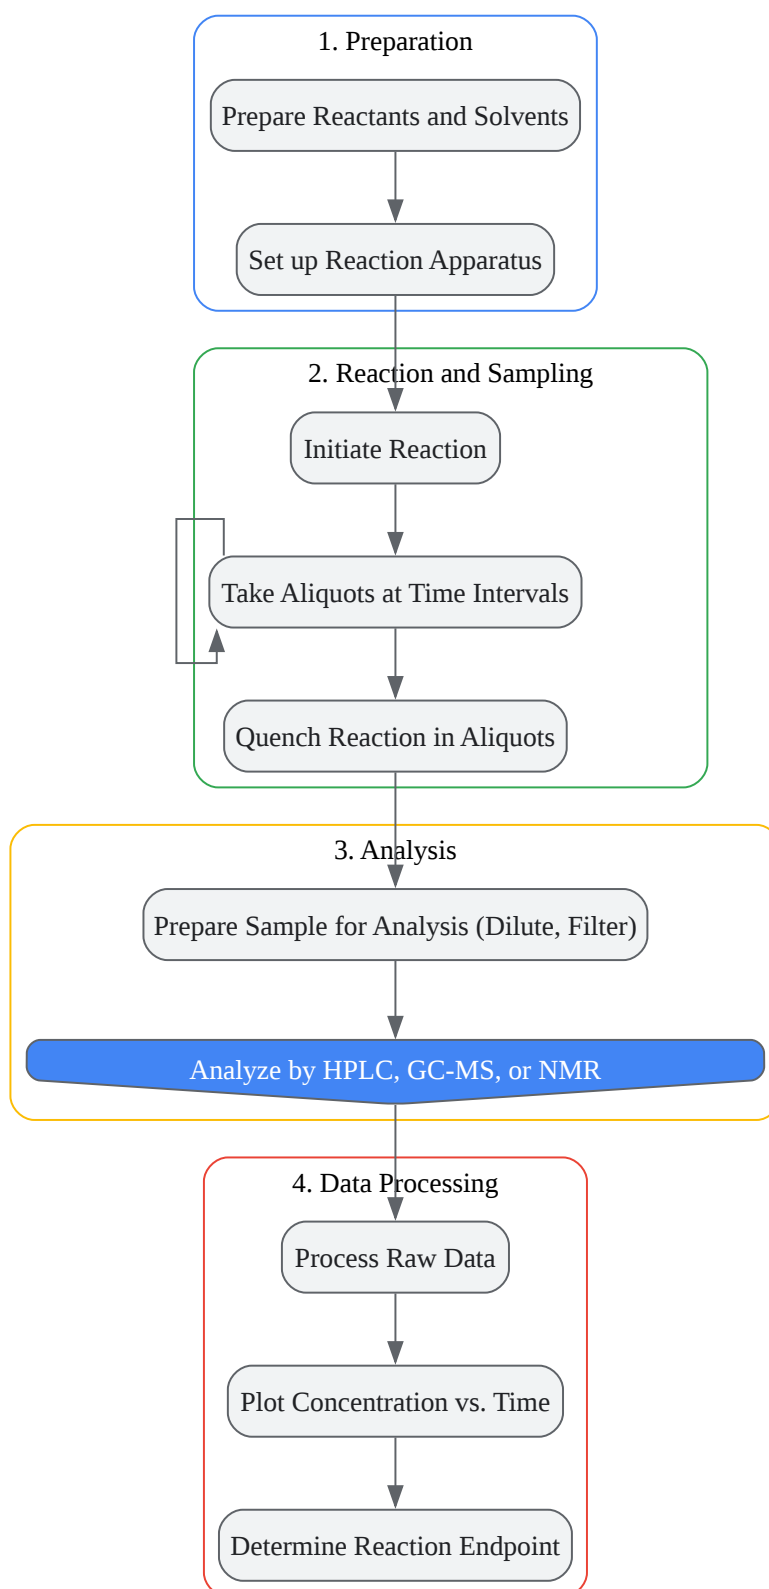 1. Preparation
Prepare Reactants and Solvents
Set up Reaction Apparatus
2. Reaction and Sampling
Initiate Reaction
Take Aliquots at Time Intervals
Quench Reaction in Aliquots
3. Analysis
Prepare Sample for Analysis (Dilute, Filter)
Analyze by HPLC, GC-MS, or NMR
4. Data Processing
Process Raw Data
Plot Concentration vs. Time
Determine Reaction Endpoint